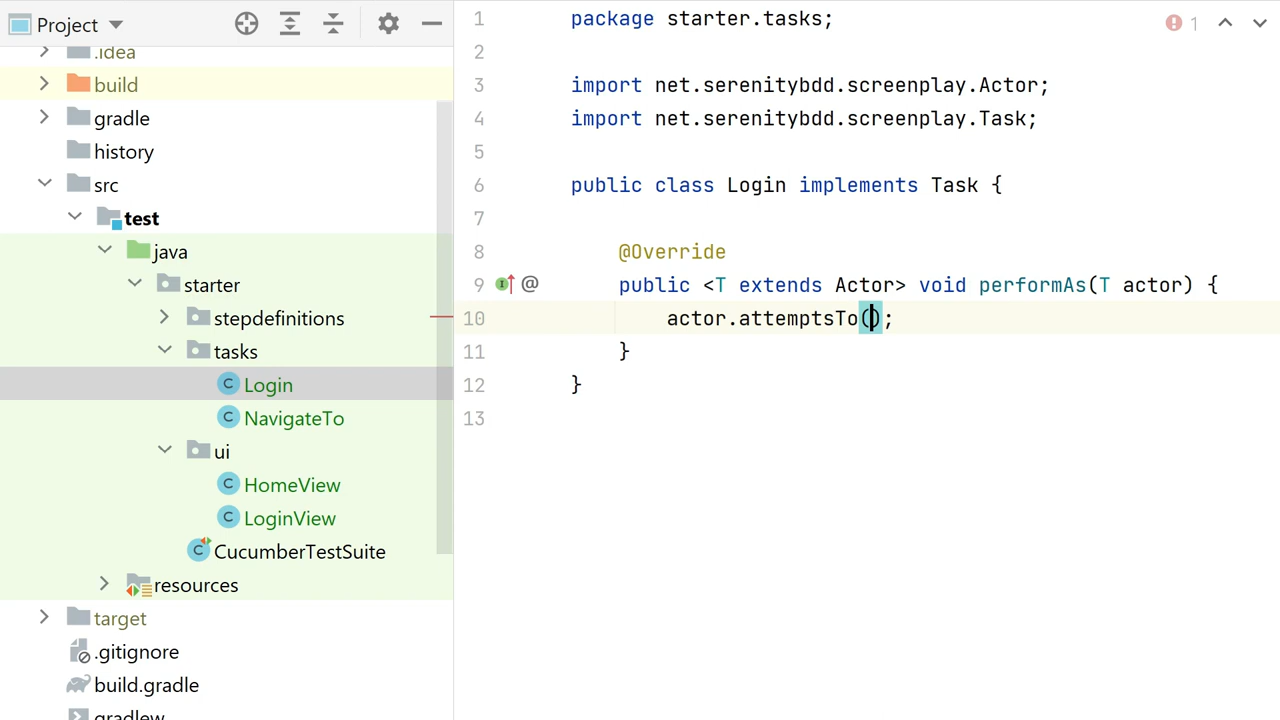 Project
.idea
build
gradle
history
src
test
java
starter
stepdefinitions
tasks
Login
NavigateTo
ui
HomeView
LoginView
CucumberTestSuite
resources
target
.gitignore
build.gradle
gradlew
1 package starter.tasks;
2
3 import net.serenitybdd.screenplay.Actor;
4 import net.serenitybdd.screenplay.Task;
5
6 public class Login implements Task {
7
8 @Override
9 public <T extends Actor> void performAs(T actor) {
10 actor.attemptsTo();
11 }
12 }
13
1